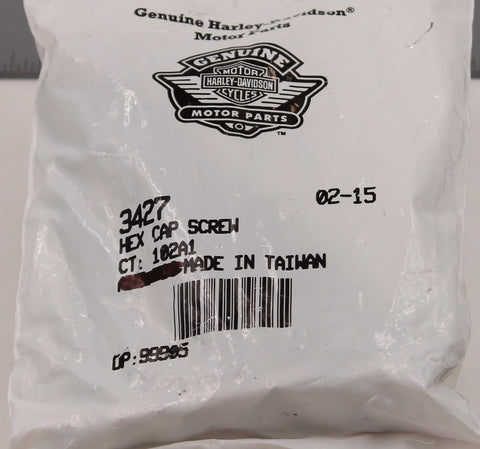 Genuine Harley-Davidson®
Motor Parts
GENUINE
MOTOR
HARLEY-DAVIDSON
CYCLES
MOTOR PARTS
™
3427
02-15
HEX CAP SCREW
CT: 102A1
MADE IN TAIWAN
OP:99905